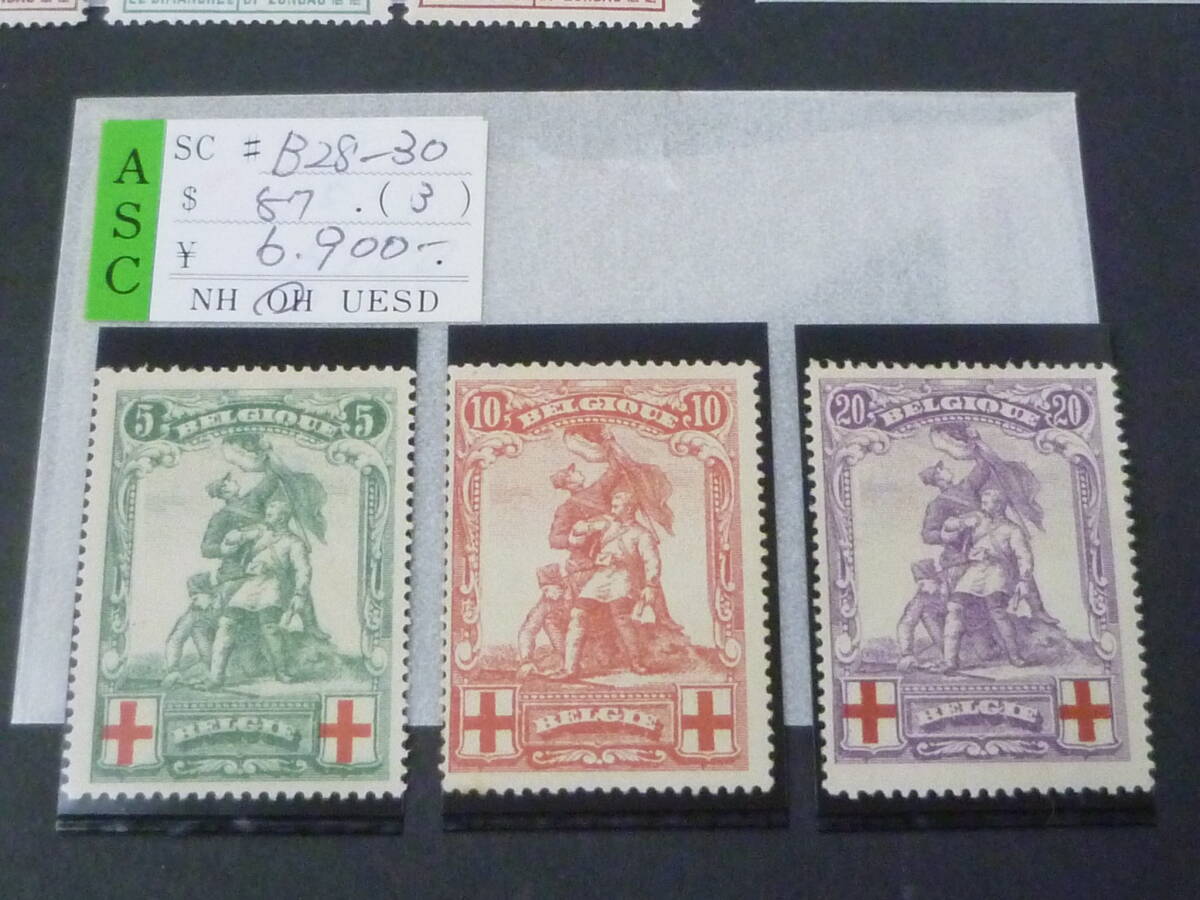 ASC
SC # B28-30
$ 87 . (3)
¥ 6.900-.
NH OH UESD
5 BELGIQUE 5
BELGIE
10 BELGIQUE 10
BELGIE
20 BELGIQUE 20
BELGIE